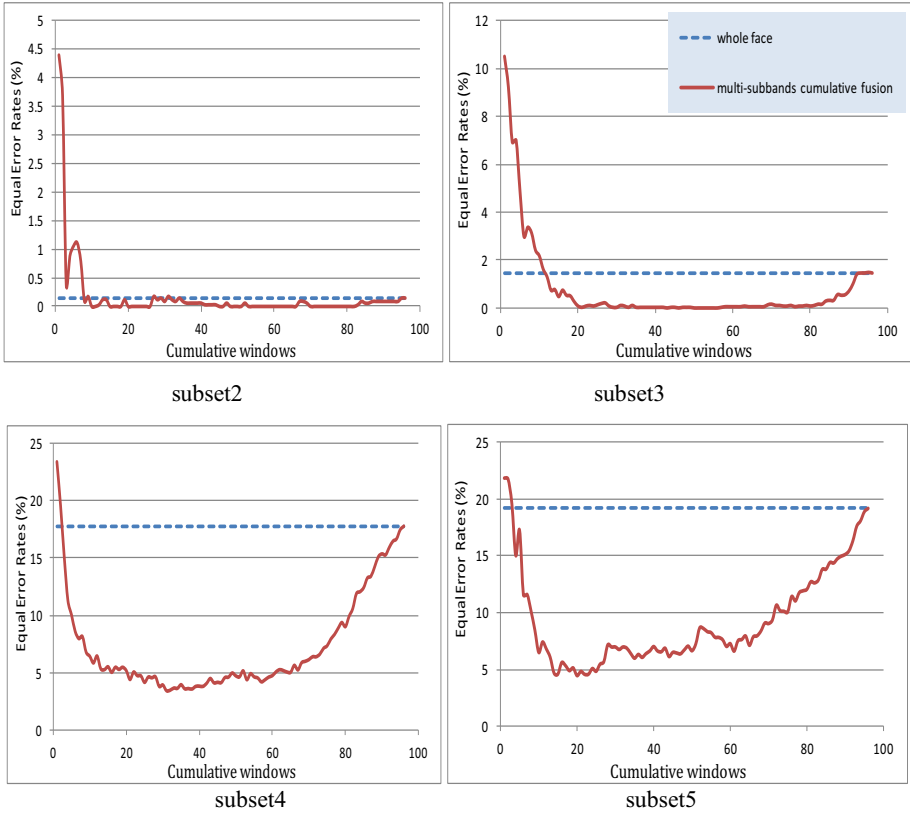 Equal Error Rates (%)
5
4.5
4
3.5
3
2.5
2
1.5
1
0.5
0
0 20 40 60 80 100
Cumulative windows
subset2
Equal Error Rates (%)
12
10
8
6
4
2
0
0 20 40 60 80 100
Cumulative windows
whole face
multi-subbands cumulative fusion
subset3
Equal Error Rates (%)
25
20
15
10
5
0
0 20 40 60 80 100
Cumulative windows
subset4
Equal Error Rates (%)
25
20
15
10
5
0
0 20 40 60 80 100
Cumulative windows
subset5